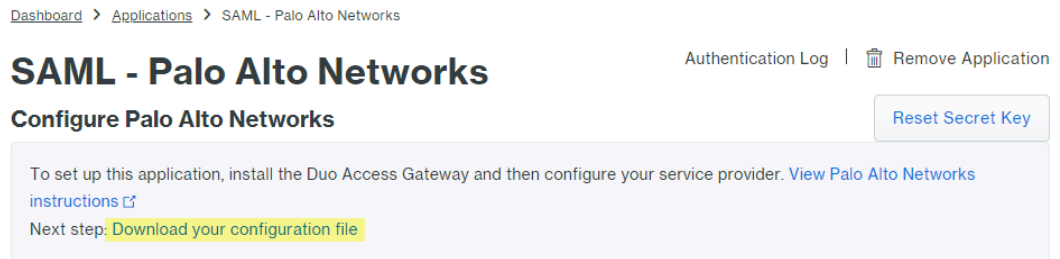 Dashboard > Applications > SAML - Palo Alto Networks
SAML - Palo Alto Networks
Authentication Log | Remove Application
Configure Palo Alto Networks
Reset Secret Key
To set up this application, install the Duo Access Gateway and then configure your service provider. View Palo Alto Networks
instructions
Next step: Download your configuration file